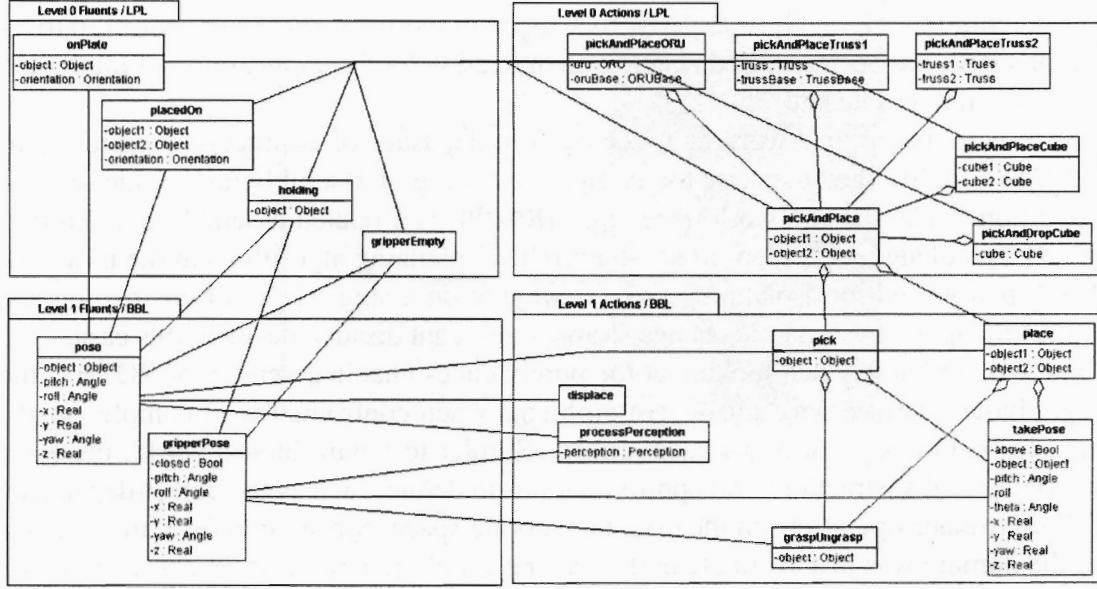 Level 0 Fluents / LPL
onPlate
-object : Object
-orientation : Orientation
placedOn
-object1 : Object
-object2 : Object
-orientation : Orientation
holding
-object : Object
gripperEmpty
Level 0 Actions / LPL
pickAndPlaceORU
-oru : ORU
-oruBase : ORUBase
pickAndPlaceTruss1
-truss : Truss
-trussBase : TrussBase
pickAndPlaceTruss2
-truss1 : Truss
-truss2 : Truss
pickAndPlaceCube
-cube1 : Cube
-cube2 : Cube
pickAndPlace
-object1 : Object
-object2 : Object
pickAndDropCube
-cube : Cube
Level 1 Fluents / BBL
pose
-object : Object
-pitch : Angle
-roll : Angle
-x : Real
-y : Real
-yaw : Angle
-z : Real
gripperPose
-closed : Bool
-pitch : Angle
-roll : Angle
-x : Real
-y : Real
-yaw : Angle
-z : Real
Level 1 Actions / BBL
pick
-object : Object
place
-object1 : Object
-object2 : Object
displace
processPerception
-perception : Perception
takePose
-above : Bool
-object : Object
-pitch : Angle
-roll
-theta : Angle
-x : Real
-y : Real
-yaw : Real
-z : Real
graspUngrasp
-object : Object